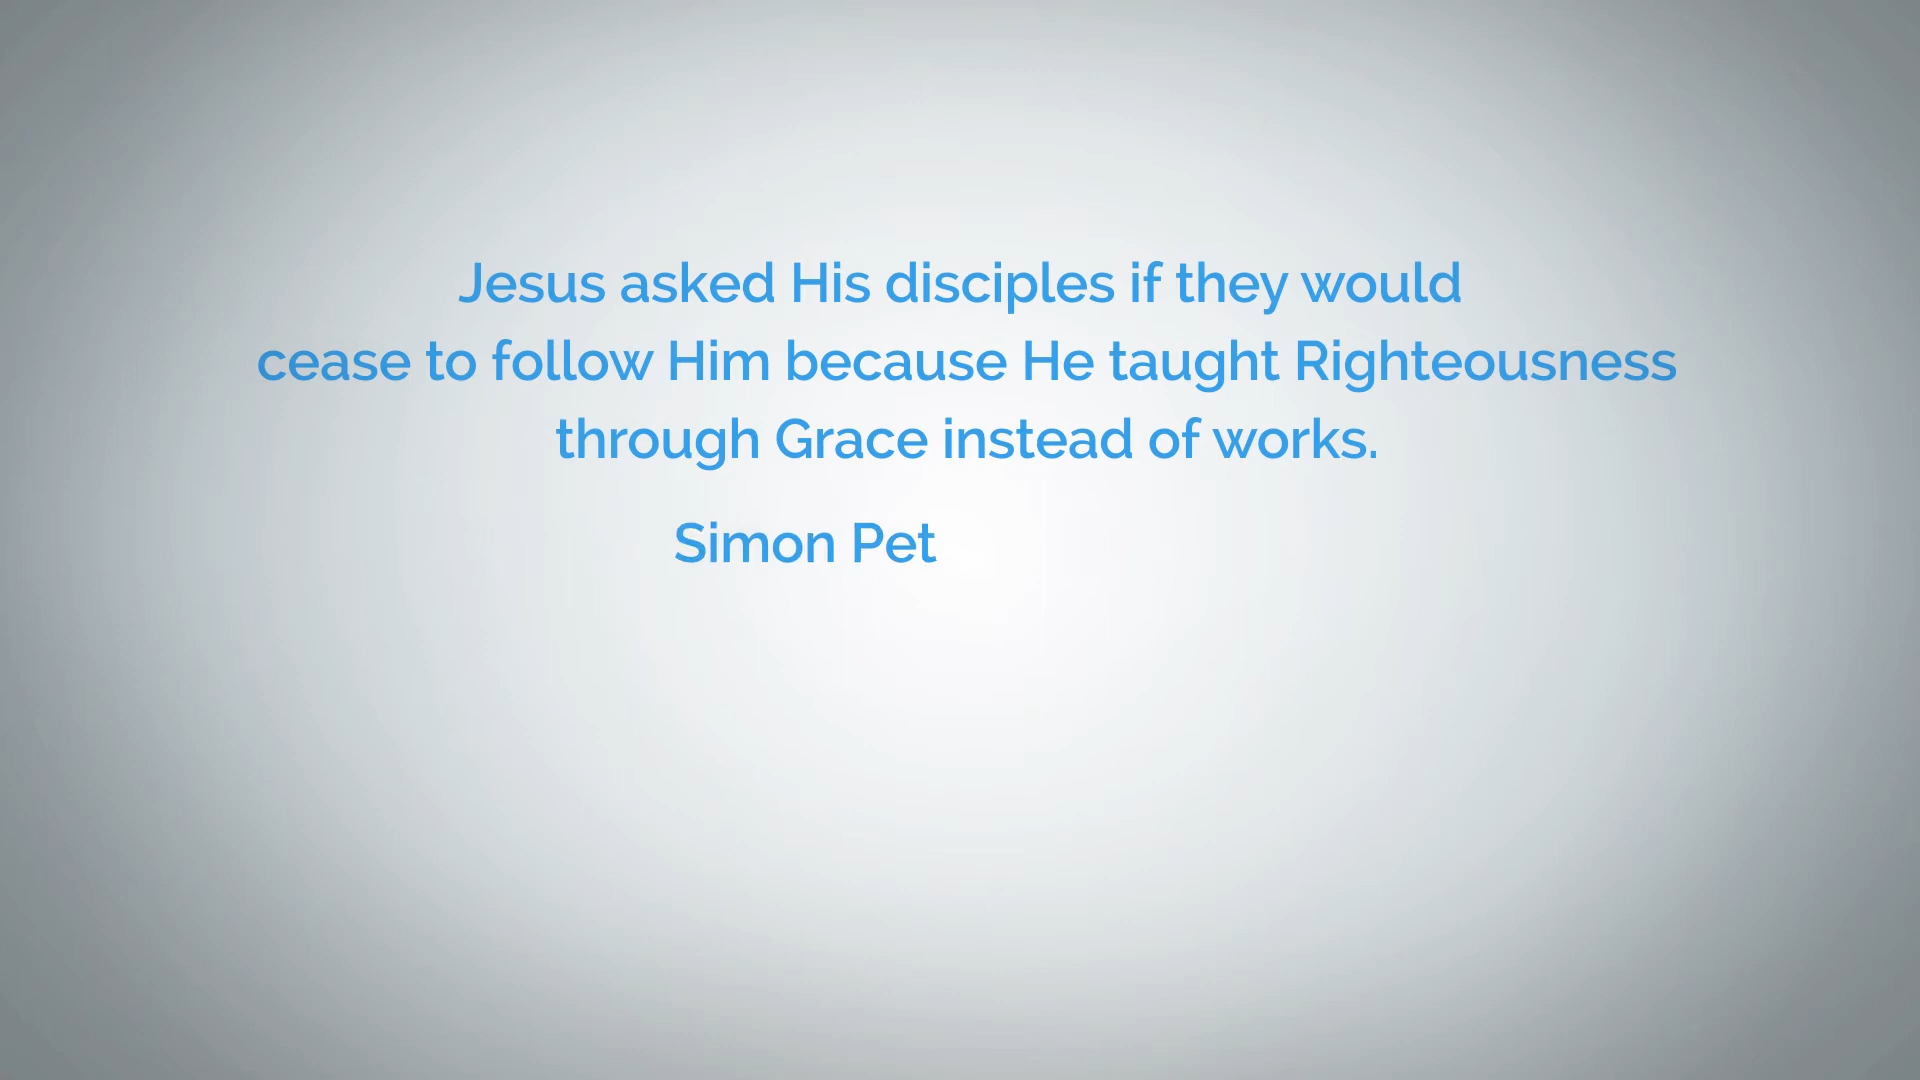 Jesus asked His disciples if they would
cease to follow Him because He taught Righteousness
through Grace instead of works.
Simon Pet